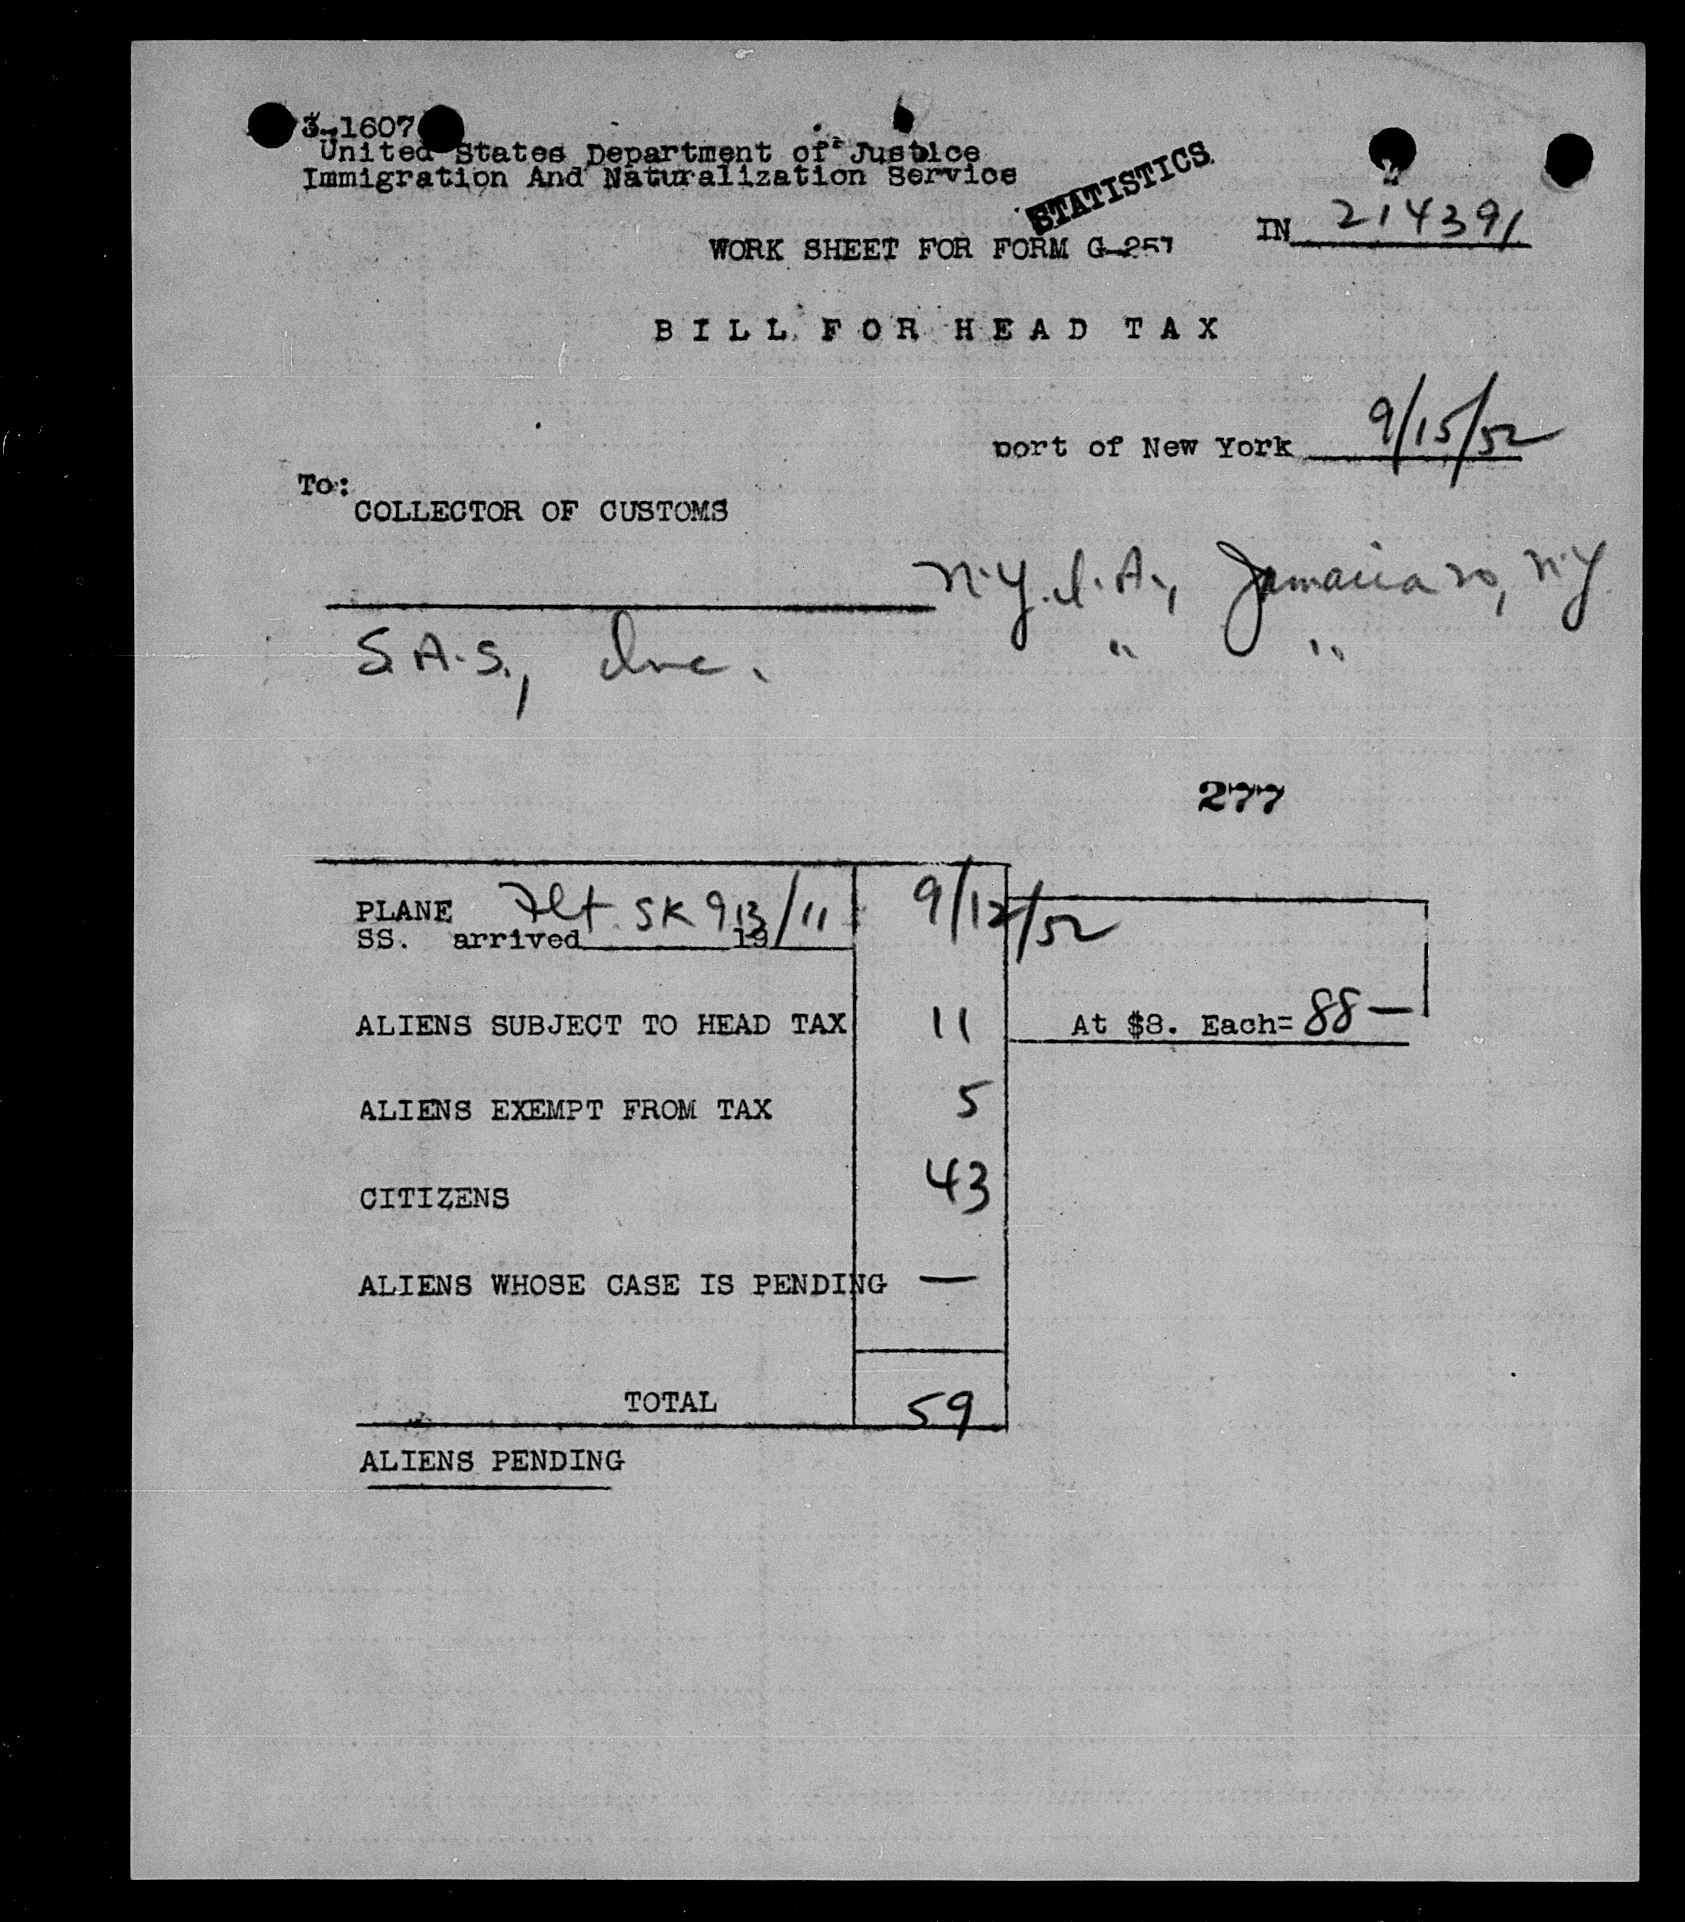 3-1607
United States Department of Justice
Immigration And Naturalization Service
STATISTICS
WORK SHEET FOR FORM G-257
IN 214391
BILL FOR HEAD TAX
port of New York 9/15/52
To:
COLLECTOR OF CUSTOMS
N.Y.I.A., Jamaica 20, N.Y.
S.A.S., Inc. " "
277
PLANE Flt. SK 913/11 9/12/52
SS. arrived 19
ALIENS SUBJECT TO HEAD TAX 11 At $8. Each= 88 —
ALIENS EXEMPT FROM TAX 5
CITIZENS 43
ALIENS WHOSE CASE IS PENDING —
TOTAL 59
ALIENS PENDING